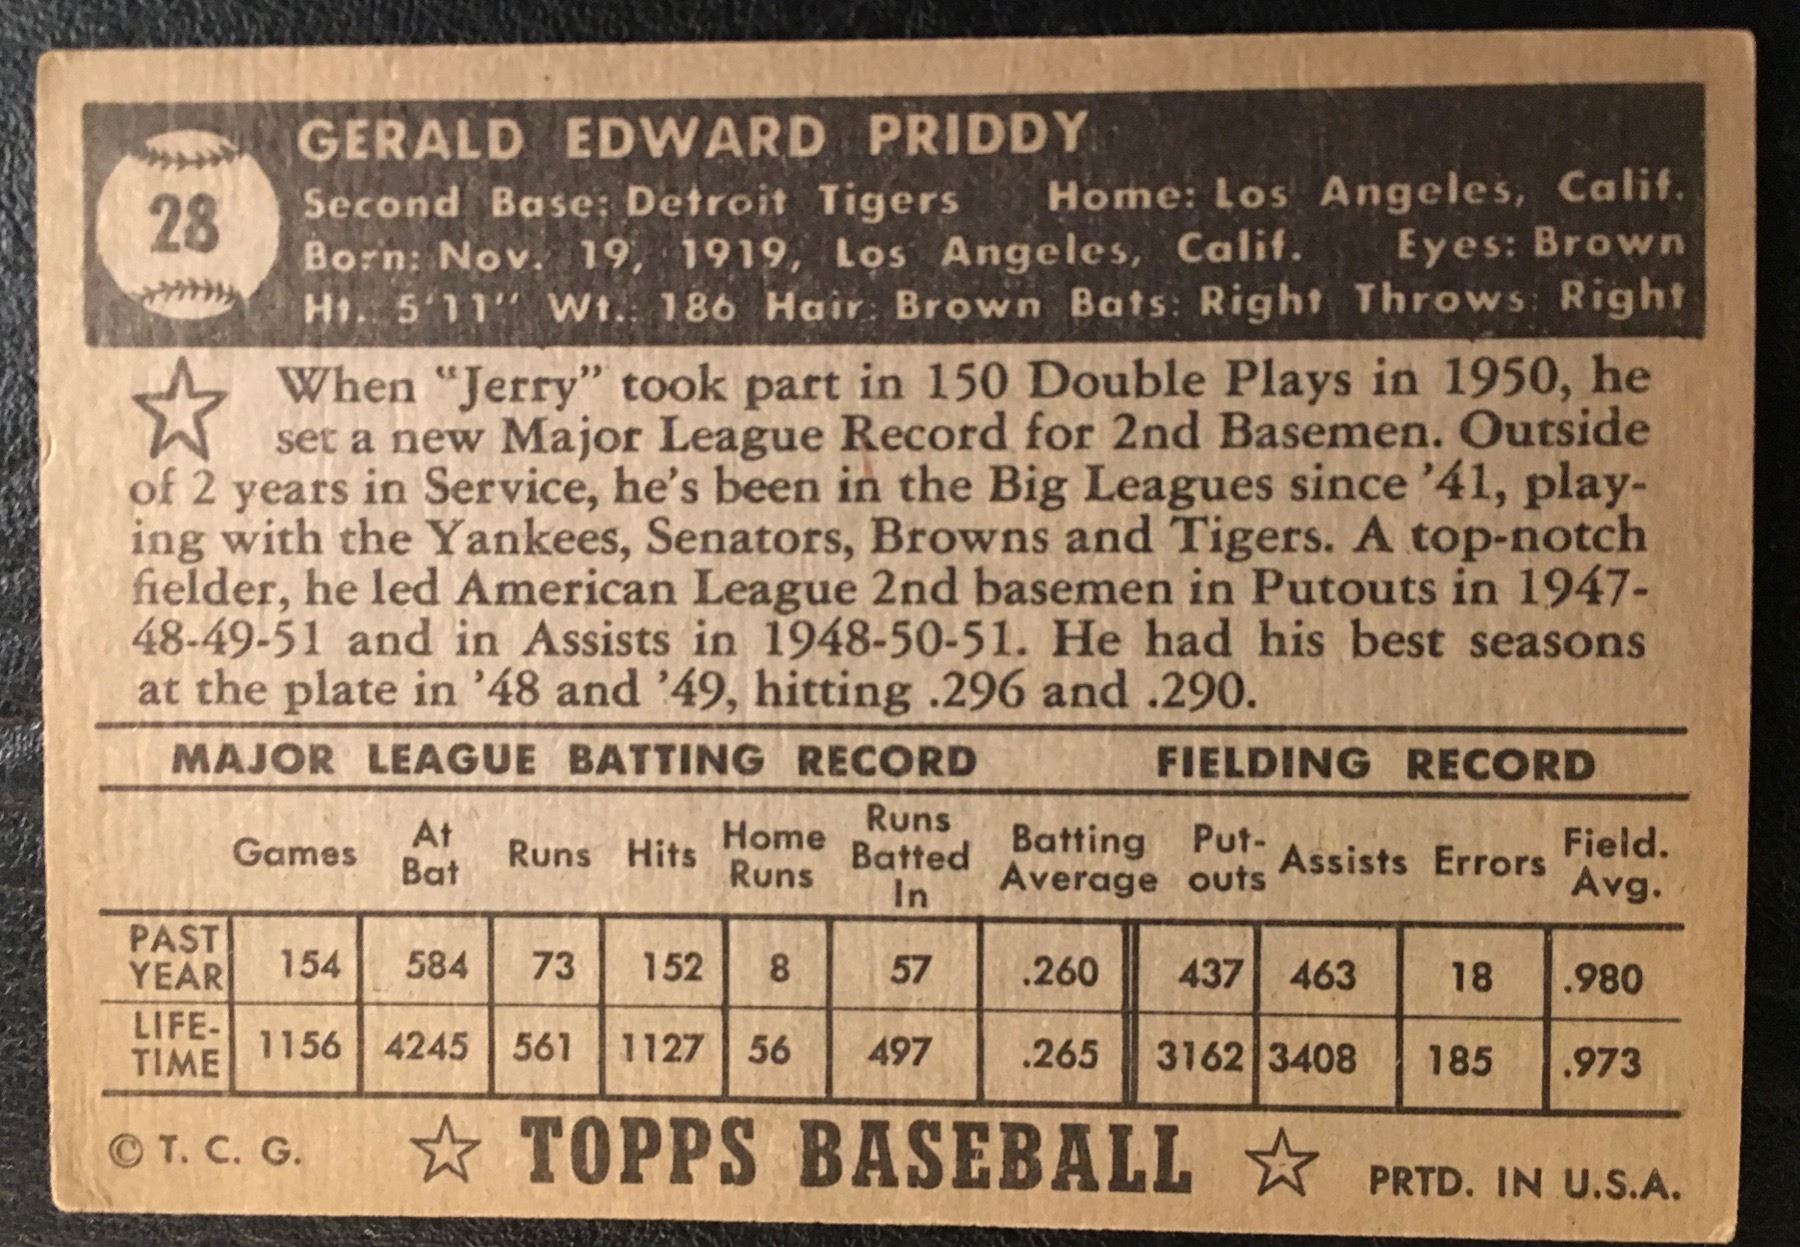 28
GERALD EDWARD PRIDDY
Second Base: Detroit Tigers Home: Los Angeles, Calif.
Born: Nov. 19, 1919, Los Angeles, Calif. Eyes: Brown
Ht.: 5'11" Wt.: 186 Hair: Brown Bats: Right Throws: Right
When "Jerry" took part in 150 Double Plays in 1950, he
set a new Major League Record for 2nd Basemen. Outside
of 2 years in Service, he's been in the Big Leagues since '41, play-
ing with the Yankees, Senators, Browns and Tigers. A top-notch
fielder, he led American League 2nd basemen in Putouts in 1947-
48-49-51 and in Assists in 1948-50-51. He had his best seasons
at the plate in '48 and '49, hitting .296 and .290.
MAJOR LEAGUE BATTING RECORD FIELDING RECORD
Games At Bat Runs Hits Home Runs Runs Batted In Batting Average Put-outs Assists Errors Field. Avg.
PAST YEAR 154 584 73 152 8 57 .260 437 463 18 .980
LIFE-TIME 1156 4245 561 1127 56 497 .265 3162 3408 185 .973
© T. C. G. TOPPS BASEBALL PRTD. IN U.S.A.